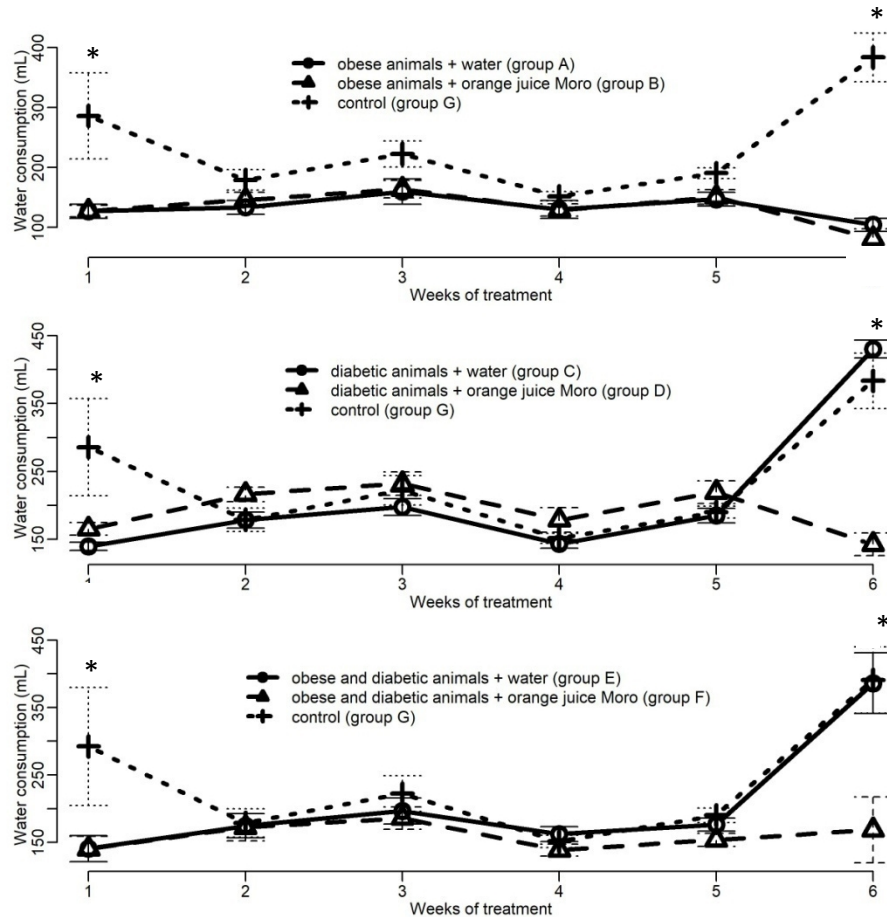 *
*
400
300
200
100
Water consumption (mL)
obese animals + water (group A)
obese animals + orange juice Moro (group B)
control (group G)
1 2 3 4 5 6
Weeks of treatment
*
*
450
350
250
150
Water consumption (mL)
diabetic animals + water (group C)
diabetic animals + orange juice Moro (group D)
control (group G)
1 2 3 4 5 6
Weeks of treatment
*
*
450
350
250
150
Water consumption (mL)
obese and diabetic animals + water (group E)
obese and diabetic animals + orange juice Moro (group F)
control (group G)
1 2 3 4 5 6
Weeks of treatment